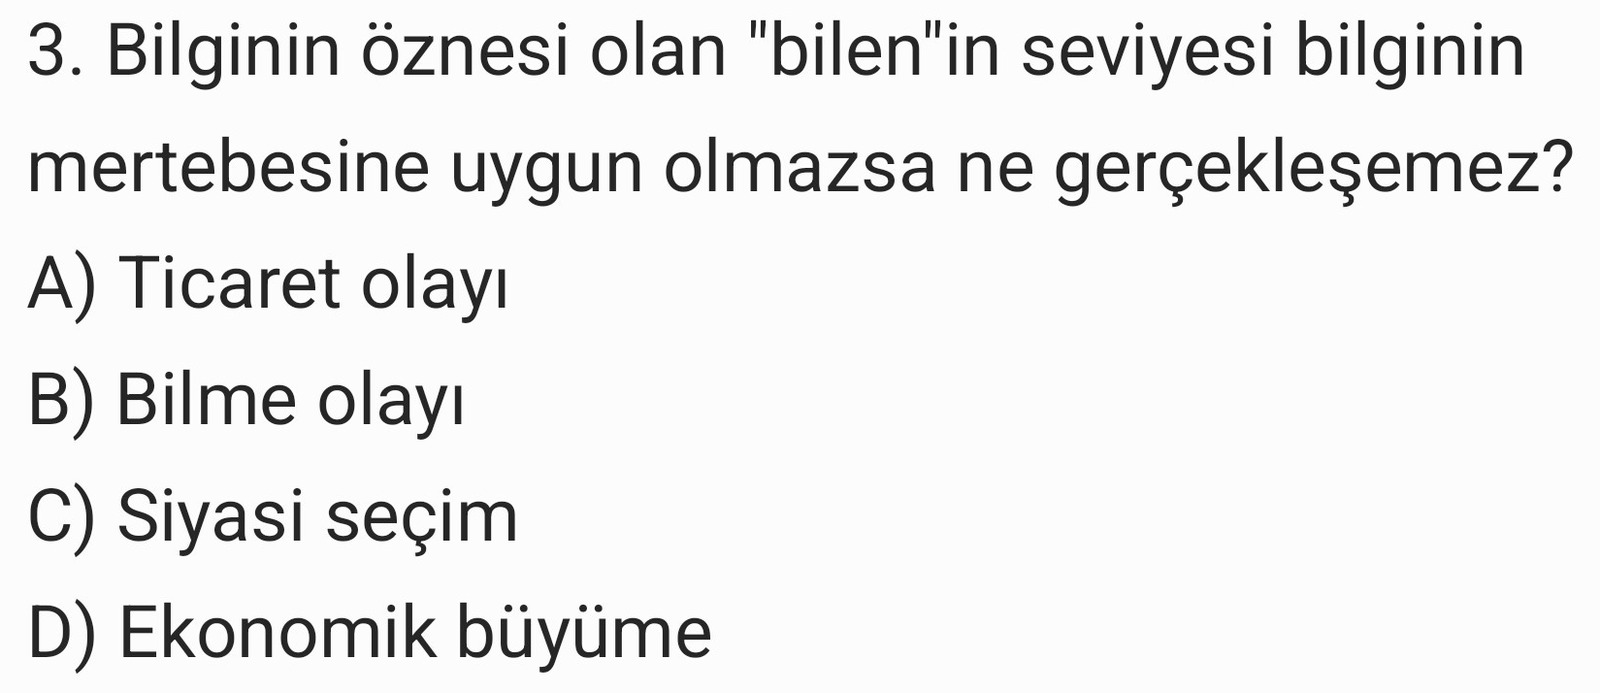 3. Bilginin öznesi olan "bilen"in seviyesi bilginin
mertebesine uygun olmazsa ne gerçekleşemez?
A) Ticaret olayı
B) Bilme olayı
C) Siyasi seçim
D) Ekonomik büyüme